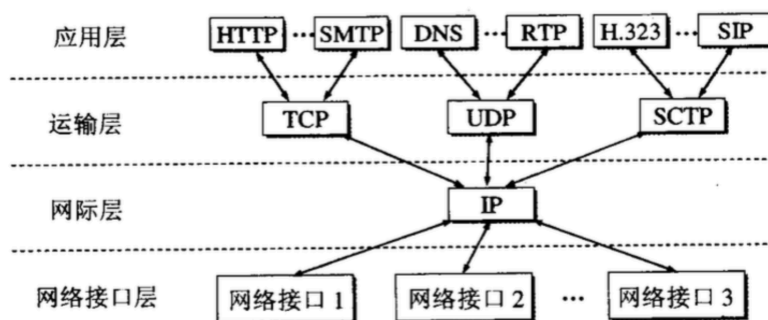 应用层 HTTP ··· SMTP DNS ··· RTP H.323 ··· SIP
运输层 TCP UDP SCTP
网际层 IP
网络接口层 网络接口 1 网络接口 2 ··· 网络接口 3